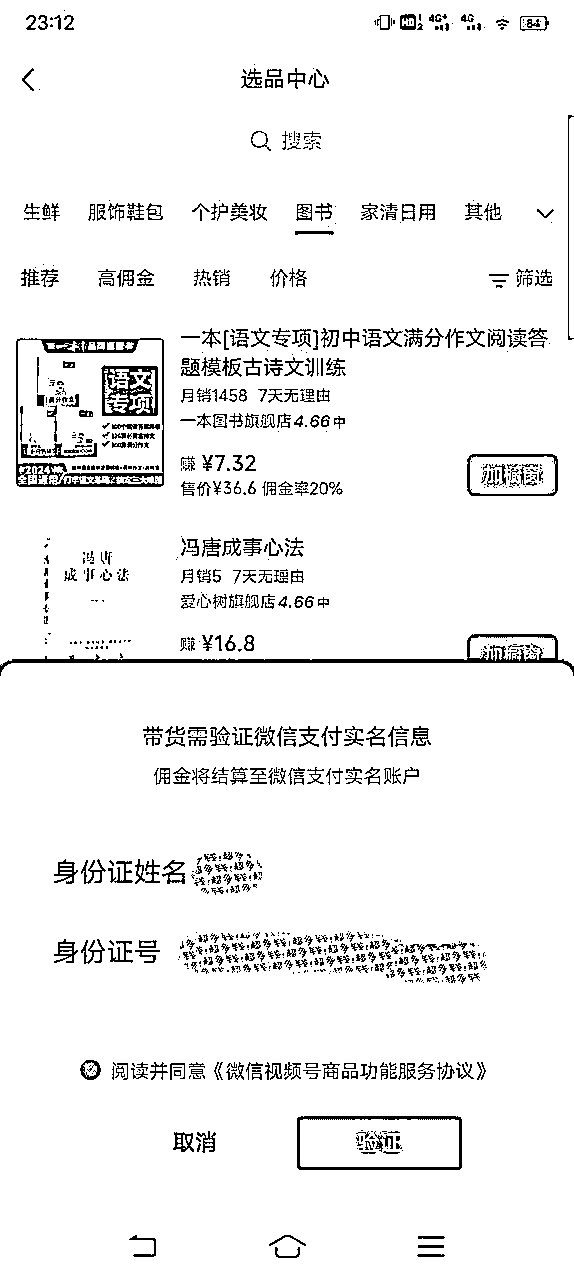 23:12
4G+
4G
84
选品中心
搜索
生鲜 服饰鞋包 个护美妆 图书 家清日用 其他
推荐 高佣金 热销 价格 筛选
一本[语文专项]初中语文满分作文阅读答
题模板古诗文训练
月销1458 7天无理由
一本图书旗舰店4.66中
赚 ¥7.32
加橱窗
售价¥36.6 佣金率20%
语文
专项
冯唐成事心法
月销5 7天无理由
爱心树旗舰店4.66中
赚 ¥16.8
加橱窗
冯唐
成事心法
带货需验证微信支付实名信息
佣金将结算至微信支付实名账户
身份证姓名
身份证号
阅读并同意《微信视频号商品功能服务协议》
取消
验证